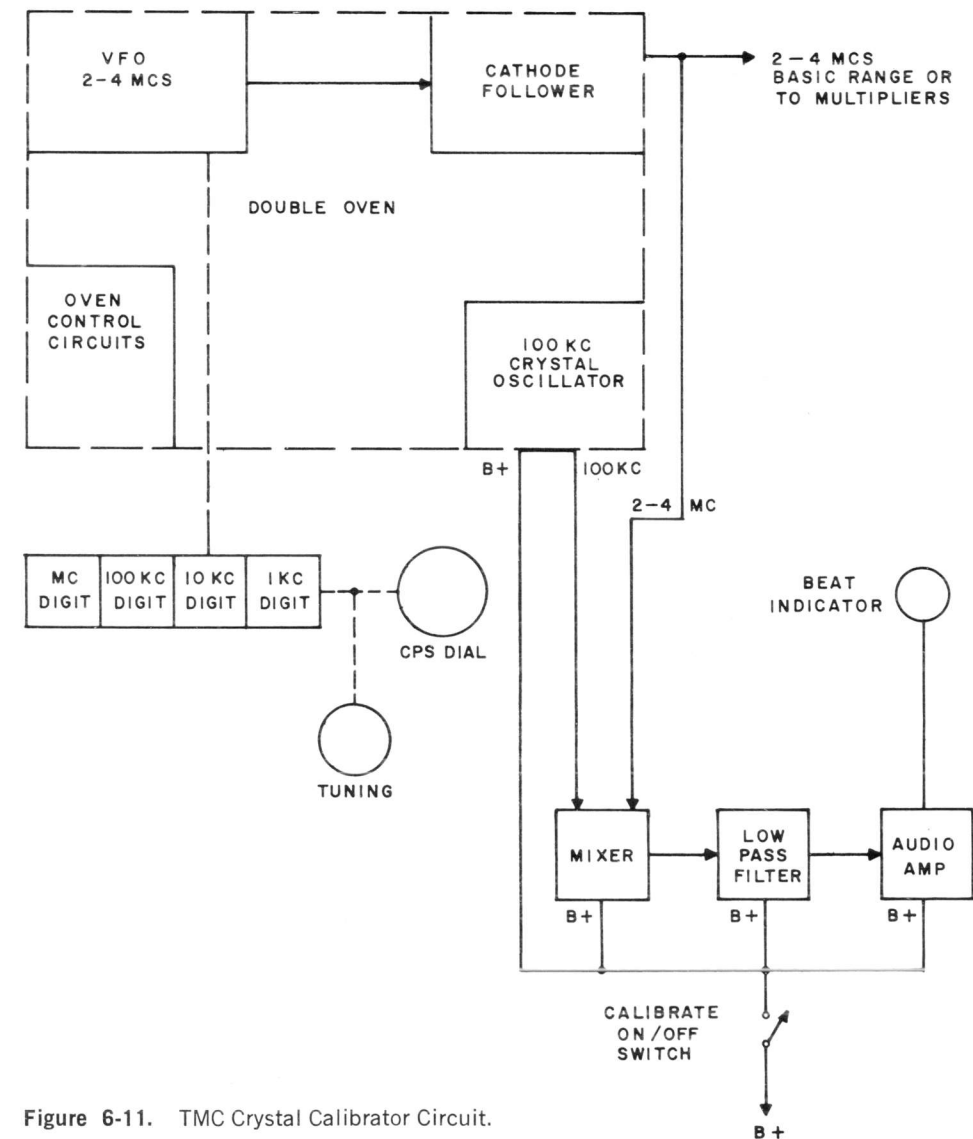 VFO
2-4 MCS
CATHODE
FOLLOWER
2 - 4 MCS
BASIC RANGE OR
TO MULTIPLIERS
DOUBLE OVEN
OVEN
CONTROL
CIRCUITS
100 KC
CRYSTAL
OSCILLATOR
B+
100KC
2-4 MC
MC
DIGIT
100KC
DIGIT
10 KC
DIGIT
1 KC
DIGIT
CPS DIAL
TUNING
BEAT
INDICATOR
MIXER
LOW
PASS
FILTER
AUDIO
AMP
B+
B+
B+
CALIBRATE
ON/OFF
SWITCH
B+
Figure 6-11. TMC Crystal Calibrator Circuit.